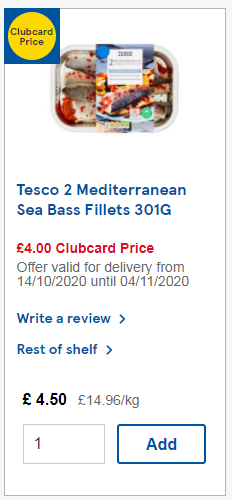 Clubcard
Price
Tesco 2 Mediterranean
Sea Bass Fillets 301G
£4.00 Clubcard Price
Offer valid for delivery from
14/10/2020 until 04/11/2020
Write a review
Rest of shelf
£ 4.50 £14.96/kg
1 Add